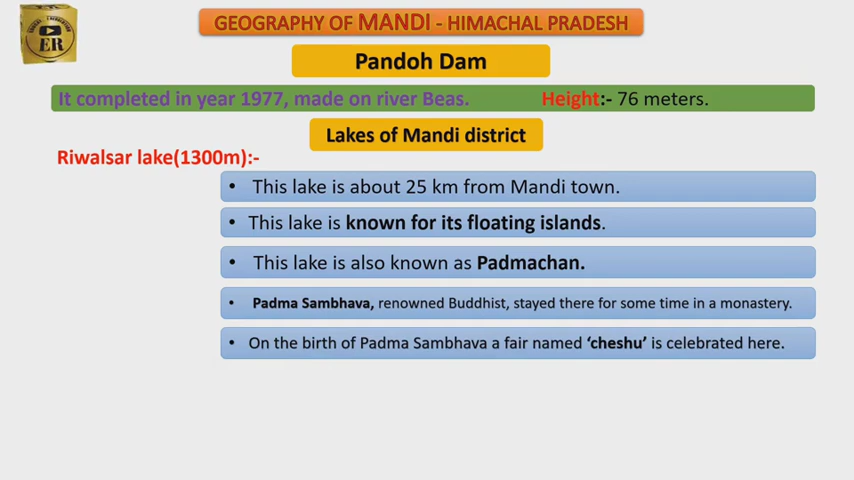 GEOGRAPHY OF MANDI - HIMACHAL PRADESH
ER
Pandoh Dam
It completed in year 1977, made on river Beas. Height:- 76 meters.
Lakes of Mandi district
Riwalsar lake(1300m):-
• This lake is about 25 km from Mandi town.
• This lake is known for its floating islands.
• This lake is also known as Padmachan.
• Padma Sambhava, renowned Buddhist, stayed there for some time in a monastery.
• On the birth of Padma Sambhava a fair named ‘cheshu’ is celebrated here.